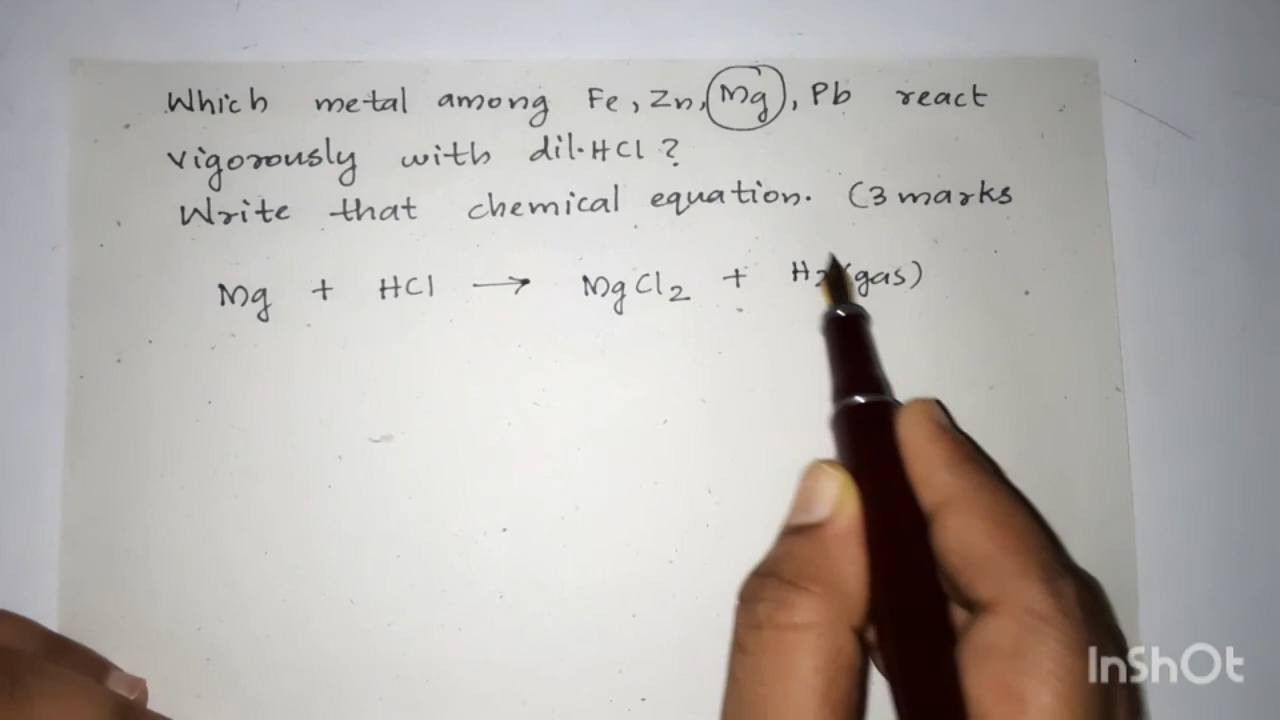 Which metal among Fe, Zn, Mg, Pb react
vigorously with dil.HCl?
Write that chemical equation. (3 marks
Mg + HCl → MgCl2 + H2(gas)
InShOt